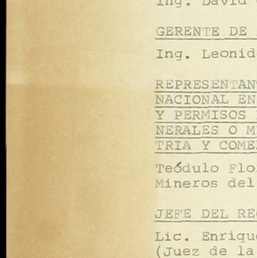 Ing. David
GERENTE DE
Ing. Leonid
REPRESENTAN
NACIONAL EN
Y PERMISOS
NERALES O M
TRIA Y COME
Teódulo Flo
Mineros del
JEFE DEL RE
Lic. Enrique
(Juez de la